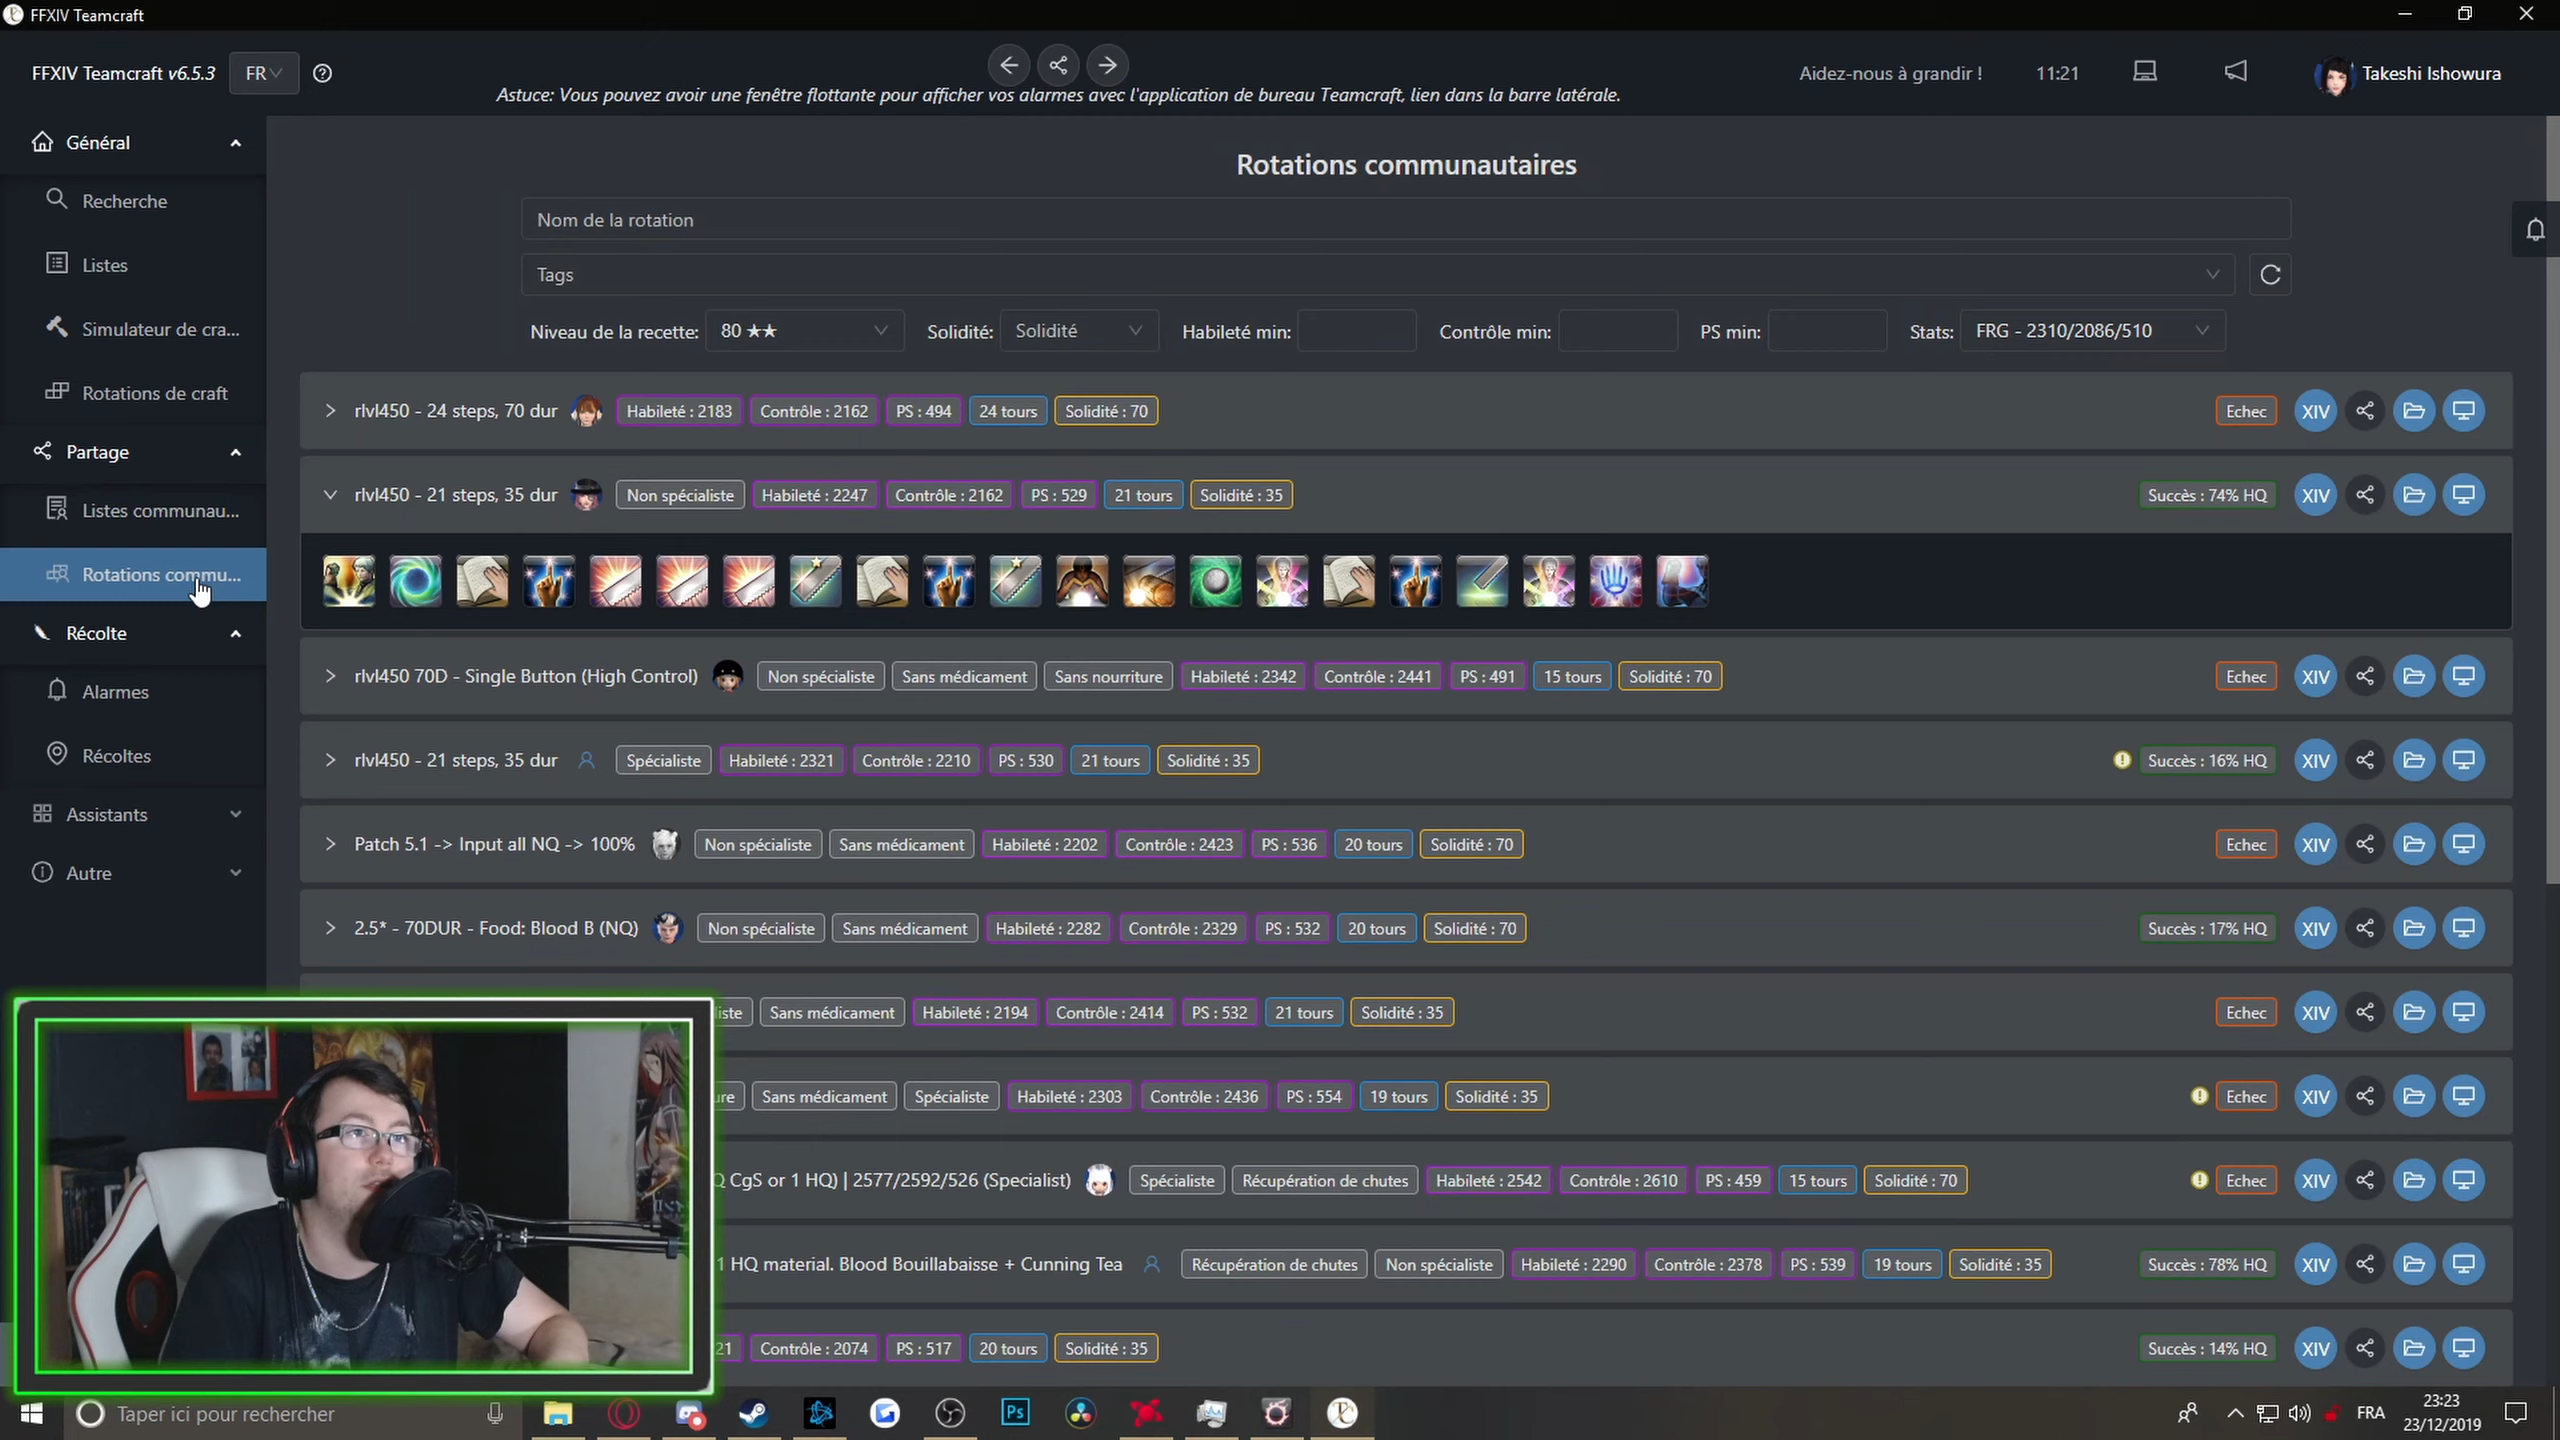 FFXIV Teamcraft
FFXIV Teamcraft v6.5.3 FR
Astuce: Vous pouvez avoir une fenêtre flottante pour afficher vos alarmes avec l'application de bureau Teamcraft, lien dans la barre latérale.
Aidez-nous à grandir ! 11:21 Takeshi Ishowura
Général
Recherche
Listes
Simulateur de cra...
Rotations de craft
Partage
Listes communau...
Rotations commu...
Récolte
Alarmes
Récoltes
Assistants
Autre
Rotations communautaires
Nom de la rotation
Tags
Niveau de la recette: 80 ★★ Solidité: Solidité Habileté min: Contrôle min: PS min: Stats: FRG - 2310/2086/510
rlvl450 - 24 steps, 70 dur Habileté : 2183 Contrôle : 2162 PS : 494 24 tours Solidité : 70 Echec XIV
rlvl450 - 21 steps, 35 dur Non spécialiste Habileté : 2247 Contrôle : 2162 PS : 529 21 tours Solidité : 35 Succès : 74% HQ XIV
rlvl450 70D - Single Button (High Control) Non spécialiste Sans médicament Sans nourriture Habileté : 2342 Contrôle : 2441 PS : 491 15 tours Solidité : 70 Echec XIV
rlvl450 - 21 steps, 35 dur Spécialiste Habileté : 2321 Contrôle : 2210 PS : 530 21 tours Solidité : 35 Succès : 16% HQ XIV
Patch 5.1 -> Input all NQ -> 100% Non spécialiste Sans médicament Habileté : 2202 Contrôle : 2423 PS : 536 20 tours Solidité : 70 Echec XIV
2.5* - 70DUR - Food: Blood B (NQ) Non spécialiste Sans médicament Habileté : 2282 Contrôle : 2329 PS : 532 20 tours Solidité : 70 Succès : 17% HQ XIV
liste Sans médicament Habileté : 2194 Contrôle : 2414 PS : 532 21 tours Solidité : 35 Echec XIV
ure Sans médicament Spécialiste Habileté : 2303 Contrôle : 2436 PS : 554 19 tours Solidité : 35 Echec XIV
CgS or 1 HQ) | 2577/2592/526 (Specialist) Spécialiste Récupération de chutes Habileté : 2542 Contrôle : 2610 PS : 459 15 tours Solidité : 70 Echec XIV
1 HQ material. Blood Bouillabaisse + Cunning Tea Récupération de chutes Non spécialiste Habileté : 2290 Contrôle : 2378 PS : 539 19 tours Solidité : 35 Succès : 78% HQ XIV
21 Contrôle : 2074 PS : 517 20 tours Solidité : 35 Succès : 14% HQ XIV
Taper ici pour rechercher Ps FRA 23:23
23/12/2019